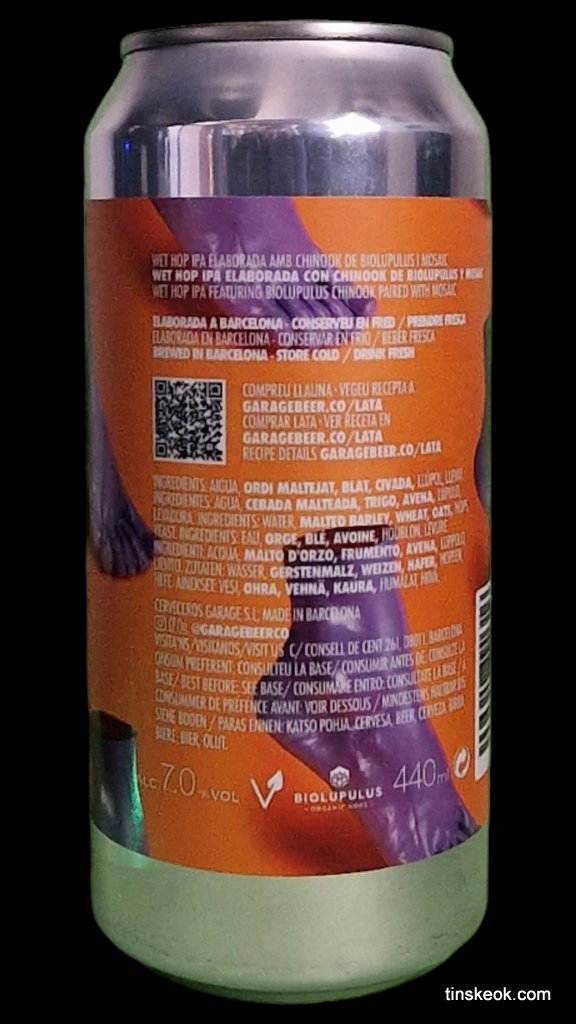 WET HOP IPA ELABORADA AMB CHINOOK DE BIOLUPULUS I MOSAIC
WET HOP IPA ELABORADA CON CHINOOK DE BIOLUPULUS Y MOSAIC
WET HOP IPA FEATURING BIOLUPULUS CHINOOK PAIRED WITH MOSAIC
ELABORADA A BARCELONA - CONSERVEU EN FRED / PRENDRE FRESCA
ELABORADA EN BARCELONA - CONSERVAR EN FRIO / BEBER FRESCA
BREWED IN BARCELONA - STORE COLD / DRINK FRESH
COMPREU LLAUNA - VEGEU RECEPTA A
GARAGEBEER.CO/LATA
COMPRAR LATA - VER RECETA EN
GARAGEBEER.CO/LATA
RECIPE DETAILS GARAGEBEER.CO/LATA
INGREDIENTS: AIGUA, ORDI MALTEJAT, BLAT, CIVADA, LLÚPOL, LLEVAT
INGREDIENTES: AGUA, CEBADA MALTEADA, TRIGO, AVENA, LÚPULO,
LEVADURA. INGREDIENTS: WATER, MALTED BARLEY, WHEAT, OATS, HOPS,
YEAST. INGREDIENTS: EAU, ORGE, BLÉ, AVOINE, HOUBLON, LEVURE.
INGREDIENTI: ACQUA, MALTO D'ORZO, FRUMENTO, AVENA, LUPPOLO,
LIEVITO. ZUTATEN: WASSER, GERSTENMALZ, WEIZEN, HAFER, HOPFEN,
HEFE. AINEKSET: VESI, OHRA, VEHNÄ, KAURA, HUMALAT, HIIVA.
CERVECEROS GARAGE S.L. MADE IN BARCELONA
@GARAGEBEERCO
VISITA'NS/VISITANOS/VISIT US C/ CONSELL DE CENT 261, 08011, BARCELONA
CONSUM PREFERENT: CONSULTEU LA BASE/ CONSUMIR ANTES DE: CONSULTE LA
BASE/ BEST BEFORE: SEE BASE/ CONSUMARE ENTRO: CONSULTATE LA BASE / À
CONSOMMER DE PRÉFENCE AVANT: VOIR DESSOUS / MINDESTENS HALTBAR BIS:
SIEHE BODEN / PARAS ENNEN: KATSO POHJA. CERVESA, BEER, CERVEZA, BIRRA
BIÈRE, BIER, OLUT.
ALC 7.0 %VOL
BIOLUPULUS
ORGANIC HOPS
440ml
tinskeok.com